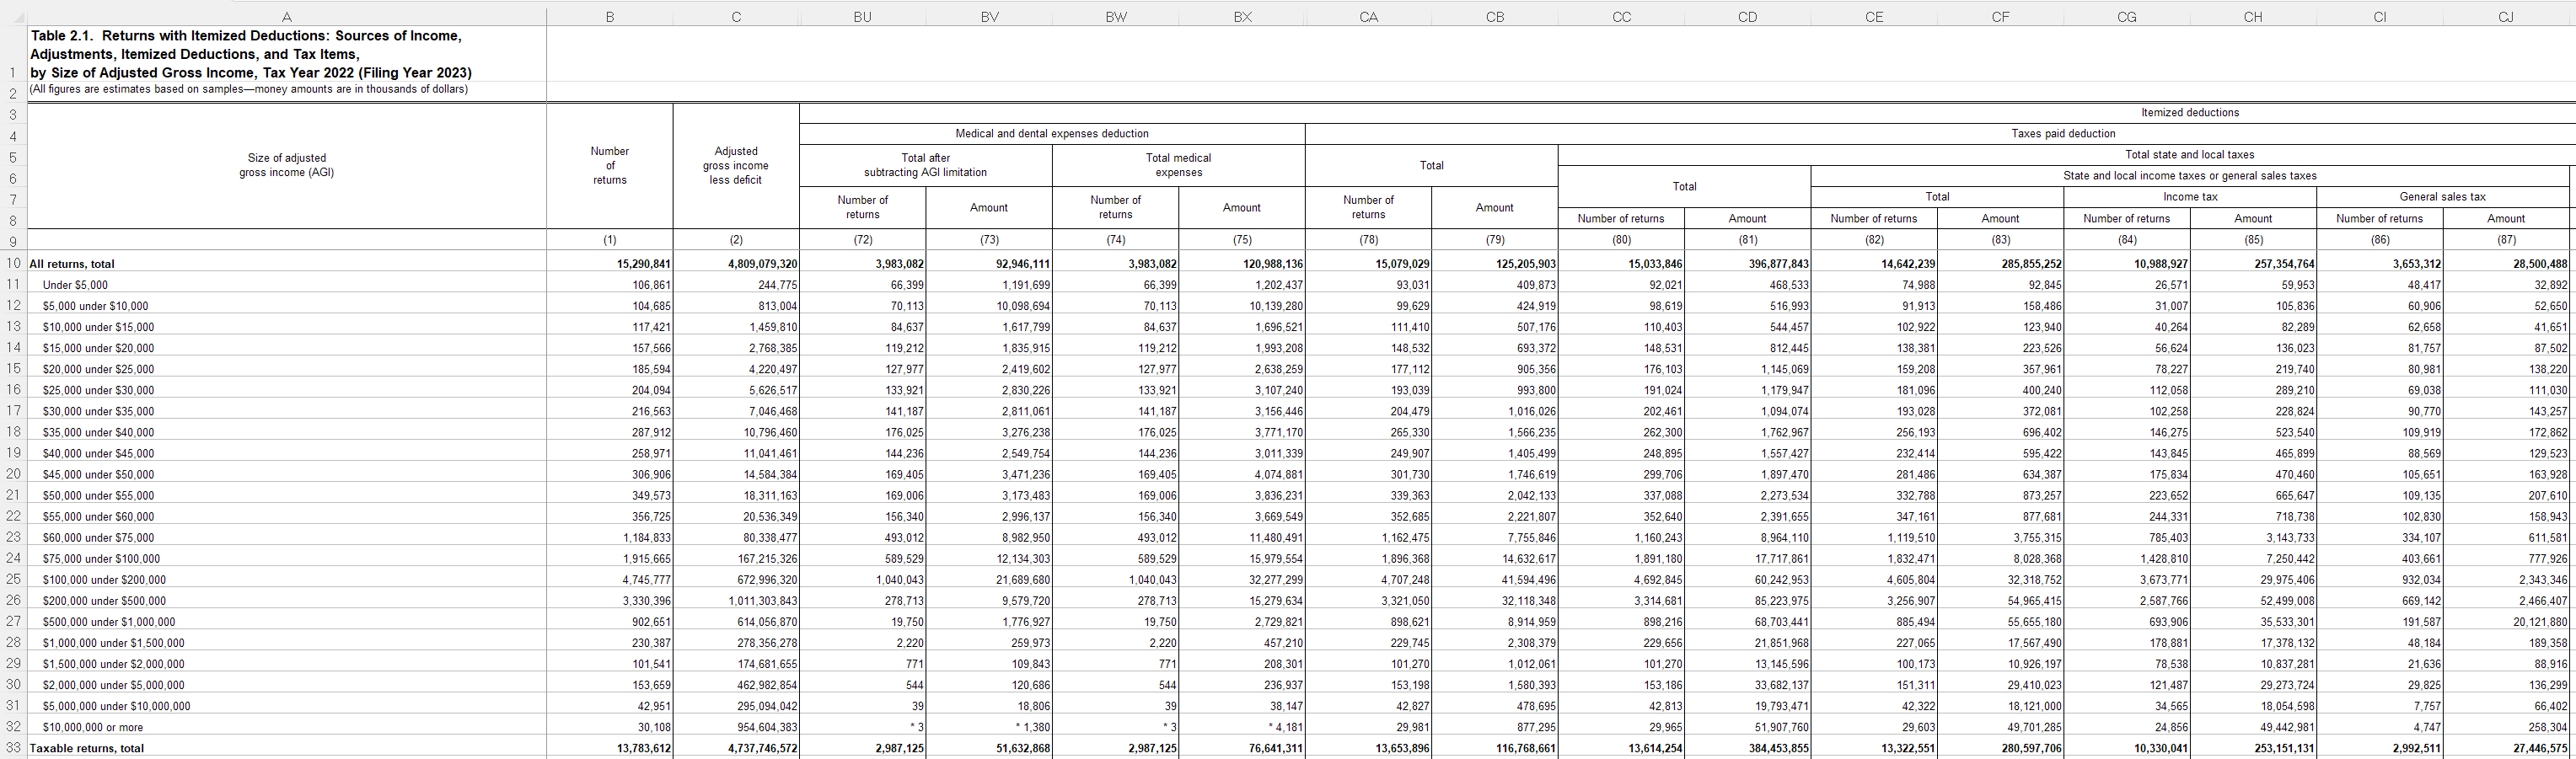 A B C BU BV BW BX CA CB CC CD CE CF CG CH CI CJ
Table 2.1. Returns with Itemized Deductions: Sources of Income,
Adjustments, Itemized Deductions, and Tax Items,
1 by Size of Adjusted Gross Income, Tax Year 2022 (Filing Year 2023)
2 (All figures are estimates based on samples—money amounts are in thousands of dollars)
3 Itemized deductions
4 Medical and dental expenses deduction Taxes paid deduction
5 Size of adjusted
gross income (AGI)
Number
of
returns
Adjusted
gross income
less deficit
Total after
subtracting AGI limitation
Total medical
expenses
Total
Total state and local taxes
6 Total State and local income taxes or general sales taxes
7 Number of
returns
Amount
Number of
returns
Amount
Number of
returns
Amount
Total Income tax General sales tax
8 Number of returns Amount Number of returns Amount Number of returns Amount Number of returns Amount
9 (1) (2) (72) (73) (74) (75) (78) (79) (80) (81) (82) (83) (84) (85) (86) (87)
10 All returns, total 15,290,841 4,809,079,320 3,983,082 92,946,111 3,983,082 120,988,136 15,079,029 125,205,903 15,033,846 396,877,843 14,642,239 285,855,252 10,988,927 257,354,764 3,653,312 28,500,488
11 Under $5,000 106,861 244,775 66,399 1,191,699 66,399 1,202,437 93,031 409,873 92,021 468,533 74,988 92,845 26,571 59,953 48,417 32,892
12 $5,000 under $10,000 104,685 813,004 70,113 10,098,694 70,113 10,139,280 99,629 424,919 98,619 516,993 91,913 158,486 31,007 105,836 60,906 52,650
13 $10,000 under $15,000 117,421 1,459,810 84,637 1,617,799 84,637 1,696,521 111,410 507,176 110,403 544,457 102,922 123,940 40,264 82,289 62,658 41,651
14 $15,000 under $20,000 157,566 2,768,385 119,212 1,835,915 119,212 1,993,208 148,532 693,372 148,531 812,445 138,381 223,526 56,624 136,023 81,757 87,502
15 $20,000 under $25,000 185,594 4,220,497 127,977 2,419,602 127,977 2,638,259 177,112 905,356 176,103 1,145,069 159,208 357,961 78,227 219,740 80,981 138,220
16 $25,000 under $30,000 204,094 5,626,517 133,921 2,830,226 133,921 3,107,240 193,039 993,800 191,024 1,179,947 181,096 400,240 112,058 289,210 69,038 111,030
17 $30,000 under $35,000 216,563 7,046,468 141,187 2,811,061 141,187 3,156,446 204,479 1,016,026 202,461 1,094,074 193,028 372,081 102,258 228,824 90,770 143,257
18 $35,000 under $40,000 287,912 10,796,460 176,025 3,276,238 176,025 3,771,170 265,330 1,566,235 262,300 1,762,967 256,193 696,402 146,275 523,540 109,919 172,862
19 $40,000 under $45,000 258,971 11,041,461 144,236 2,549,754 144,236 3,011,339 249,907 1,405,499 248,895 1,557,427 232,414 595,422 143,845 465,899 88,569 129,523
20 $45,000 under $50,000 306,906 14,584,384 169,405 3,471,236 169,405 4,074,881 301,730 1,746,619 299,706 1,897,470 281,486 634,387 175,834 470,460 105,651 163,928
21 $50,000 under $55,000 349,573 18,311,163 169,006 3,173,483 169,006 3,836,231 339,363 2,042,133 337,088 2,273,534 332,788 873,257 223,652 665,647 109,135 207,610
22 $55,000 under $60,000 356,725 20,536,349 156,340 2,996,137 156,340 3,669,549 352,685 2,221,807 352,640 2,391,655 347,161 877,681 244,331 718,738 102,830 158,943
23 $60,000 under $75,000 1,184,833 80,338,477 493,012 8,982,950 493,012 11,480,491 1,162,475 7,755,846 1,160,243 8,964,110 1,119,510 3,755,315 785,403 3,143,733 334,107 611,581
24 $75,000 under $100,000 1,915,665 167,215,326 589,529 12,134,303 589,529 15,979,554 1,896,368 14,632,617 1,891,180 17,717,861 1,832,471 8,028,368 1,428,810 7,250,442 403,661 777,926
25 $100,000 under $200,000 4,745,777 672,996,320 1,040,043 21,689,680 1,040,043 32,277,299 4,707,248 41,594,496 4,692,845 60,242,953 4,605,804 32,318,752 3,673,771 29,975,406 932,034 2,343,346
26 $200,000 under $500,000 3,330,396 1,011,303,843 278,713 9,579,720 278,713 15,279,634 3,321,050 32,118,348 3,314,681 85,223,975 3,256,907 54,965,415 2,587,766 52,499,008 669,142 2,466,407
27 $500,000 under $1,000,000 902,651 614,056,870 19,750 1,776,927 19,750 2,729,821 898,621 8,914,959 898,216 68,703,441 885,494 55,655,180 693,906 35,533,301 191,587 20,121,880
28 $1,000,000 under $1,500,000 230,387 278,356,278 2,220 259,973 2,220 457,210 229,745 2,308,379 229,656 21,851,968 227,065 17,567,490 178,881 17,378,132 48,184 189,358
29 $1,500,000 under $2,000,000 101,541 174,681,655 771 109,843 771 208,301 101,270 1,012,061 101,270 13,145,596 100,173 10,926,197 78,538 10,837,281 21,636 88,916
30 $2,000,000 under $5,000,000 153,659 462,982,854 544 120,686 544 236,937 153,198 1,580,393 153,186 33,682,137 151,311 29,410,023 121,487 29,273,724 29,825 136,299
31 $5,000,000 under $10,000,000 42,951 295,094,042 39 18,806 39 38,147 42,827 478,695 42,813 19,793,471 42,322 18,121,000 34,565 18,054,598 7,757 66,402
32 $10,000,000 or more 30,108 954,604,383 * 3 * 1,380 * 3 * 4,181 29,981 877,295 29,965 51,907,760 29,603 49,701,285 24,856 49,442,981 4,747 258,304
33 Taxable returns, total 13,783,612 4,737,746,572 2,987,125 51,632,868 2,987,125 76,641,311 13,653,896 116,768,661 13,614,254 384,453,855 13,322,551 280,597,706 10,330,041 253,151,131 2,992,511 27,446,575